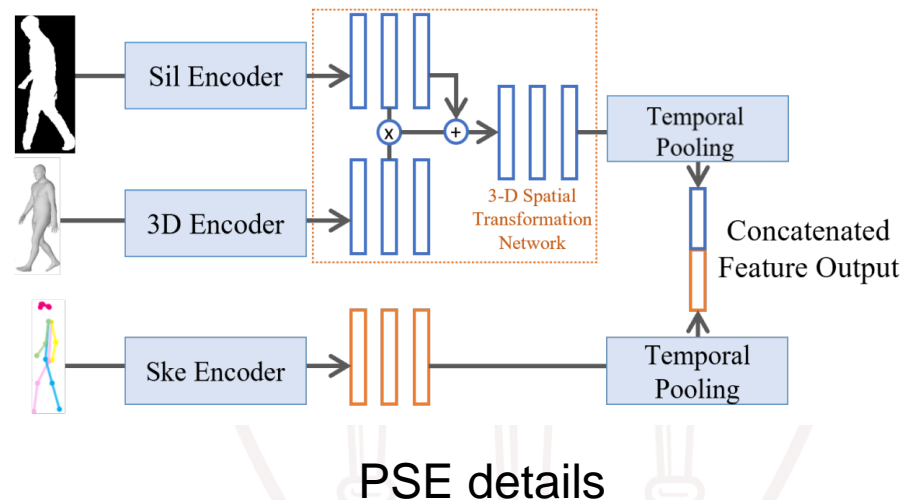 Sil Encoder
x
+
Temporal
Pooling
3-D Spatial
Transformation
Network
3D Encoder
Concatenated
Feature Output
Ske Encoder
Temporal
Pooling
PSE details